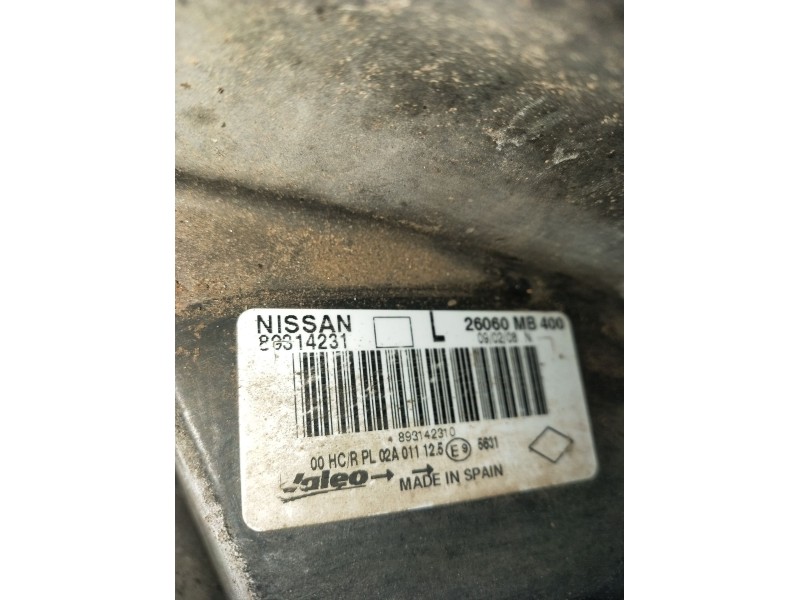 NISSAN L 26060 MB 400
89314231 09/02/08 N
* 893142310
00 HC/R PL 02A 011 12.5 E9 5631
Valeo MADE IN SPAIN